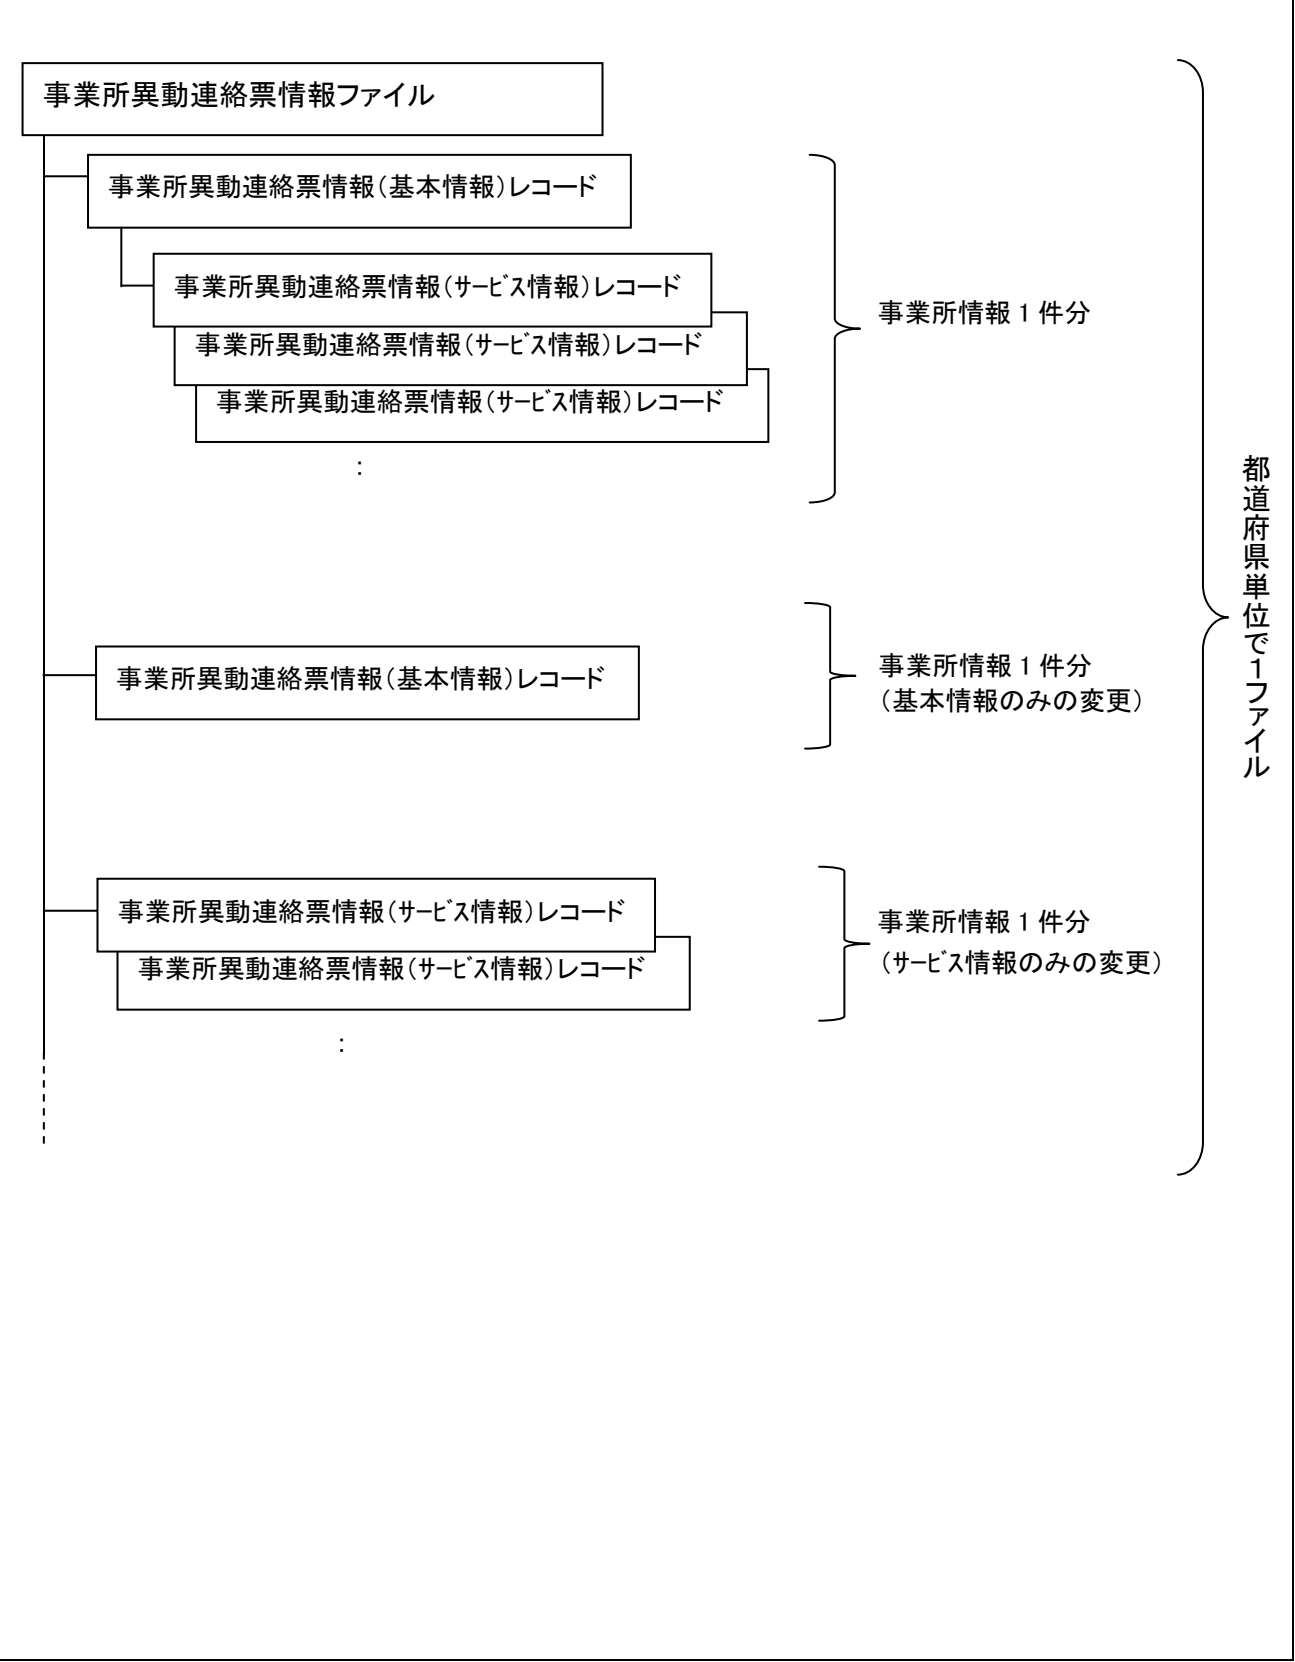 事業所異動連絡票情報ファイル
事業所異動連絡票情報（基本情報）レコード
事業所異動連絡票情報（ｻｰﾋﾞｽ情報）レコード
事業所異動連絡票情報（ｻｰﾋﾞｽ情報）レコード
事業所異動連絡票情報（ｻｰﾋﾞｽ情報）レコード
：
事業所情報 1 件分
事業所異動連絡票情報（基本情報）レコード
事業所情報 1 件分
（基本情報のみの変更）
事業所異動連絡票情報（ｻｰﾋﾞｽ情報）レコード
事業所異動連絡票情報（ｻｰﾋﾞｽ情報）レコード
：
事業所情報 1 件分
（ｻｰﾋﾞｽ情報のみの変更）
都道府県単位で１ファイル